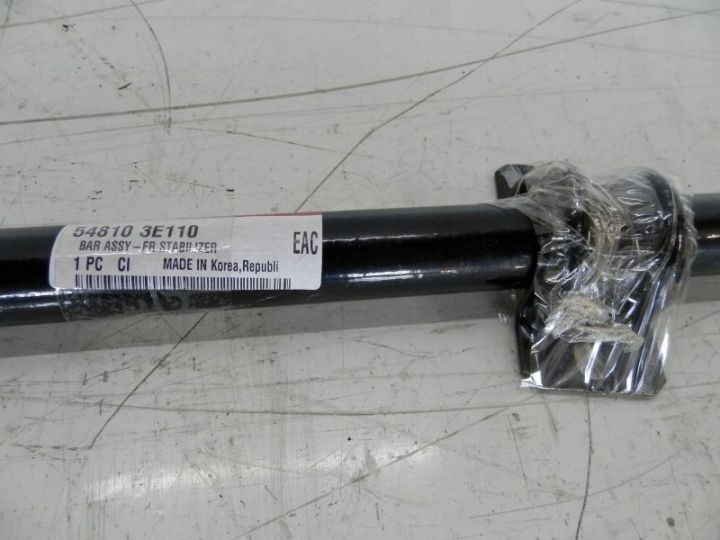 54810 3E110
BAR ASSY-FR STABILIZER
EAC
1 PC CI MADE IN Korea,Republi